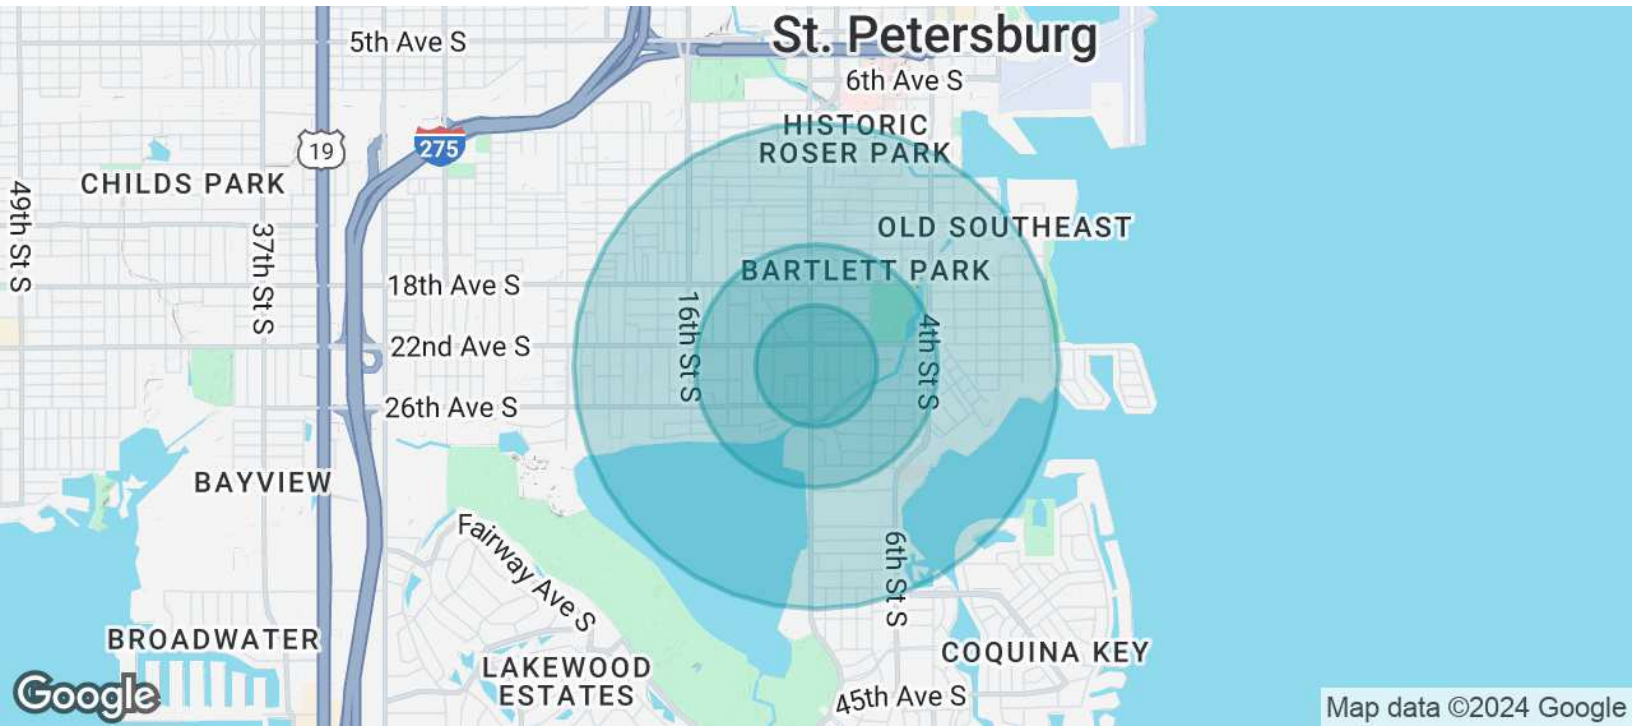 St. Petersburg
5th Ave S
6th Ave S
HISTORIC
ROSER PARK
19
275
CHILDS PARK
49th St S
37th St S
OLD SOUTHEAST
BARTLETT PARK
18th Ave S
16th St S
4th St S
22nd Ave S
26th Ave S
BAYVIEW
Fairway Ave S
6th St S
BROADWATER
LAKEWOOD
ESTATES
COQUINA KEY
45th Ave S
Google
Map data ©2024 Google